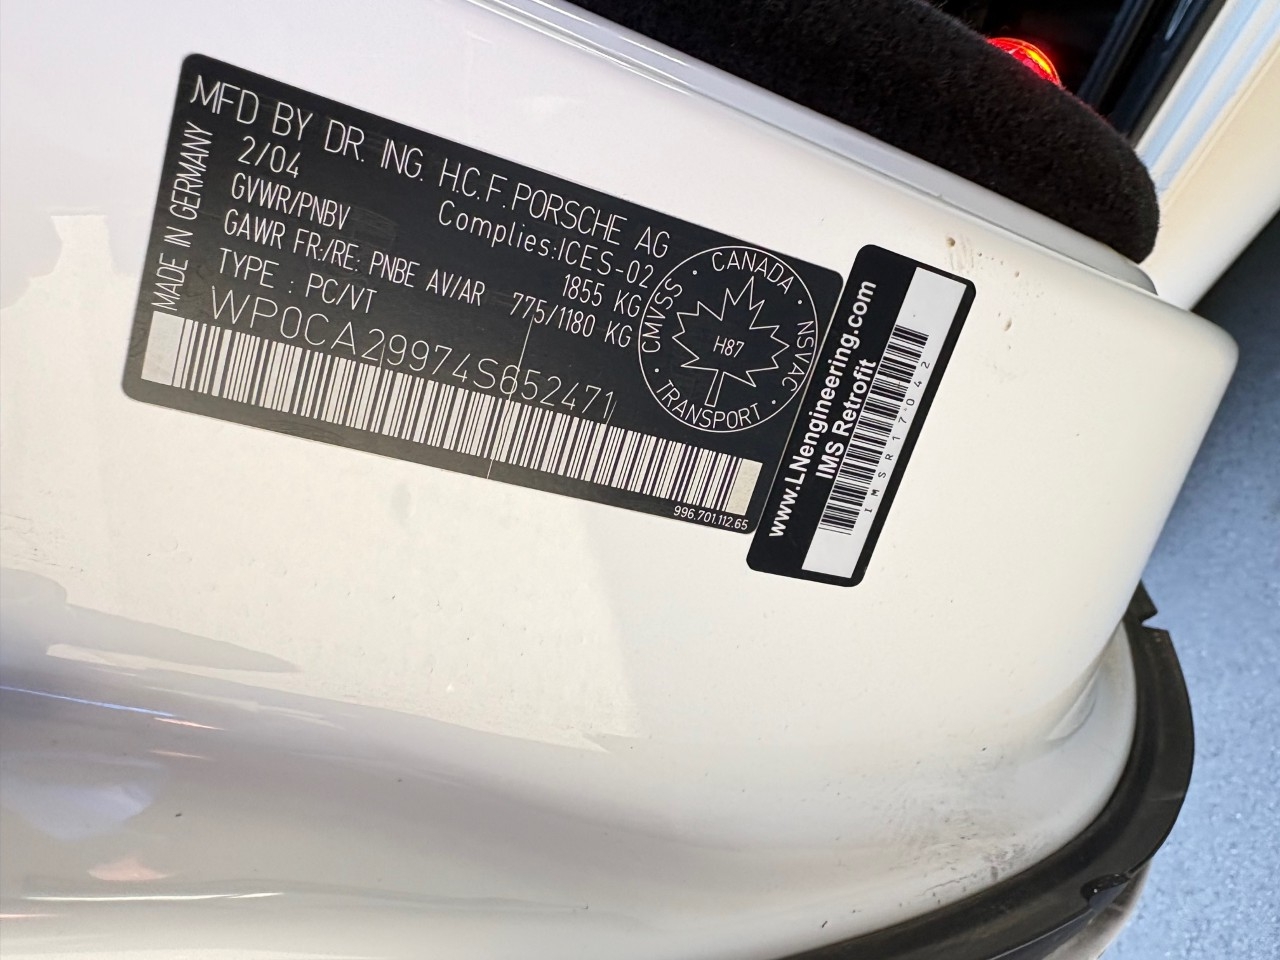 MFD BY DR. ING. H.C.F. PORSCHE AG
2/04 Complies:ICES-02
GVWR/PNBV 1855 KG
GAWR FR:/RE: PNBE AV/AR 775/1180 KG
TYPE : PC/VT
WP0CA29974S652471
MADE IN GERMANY
996.701.112.65
CANADA · NSVAC · TRANSPORT · CMVSS
H87
www.LNengineering.com
IMS Retrofit
IMSR17042